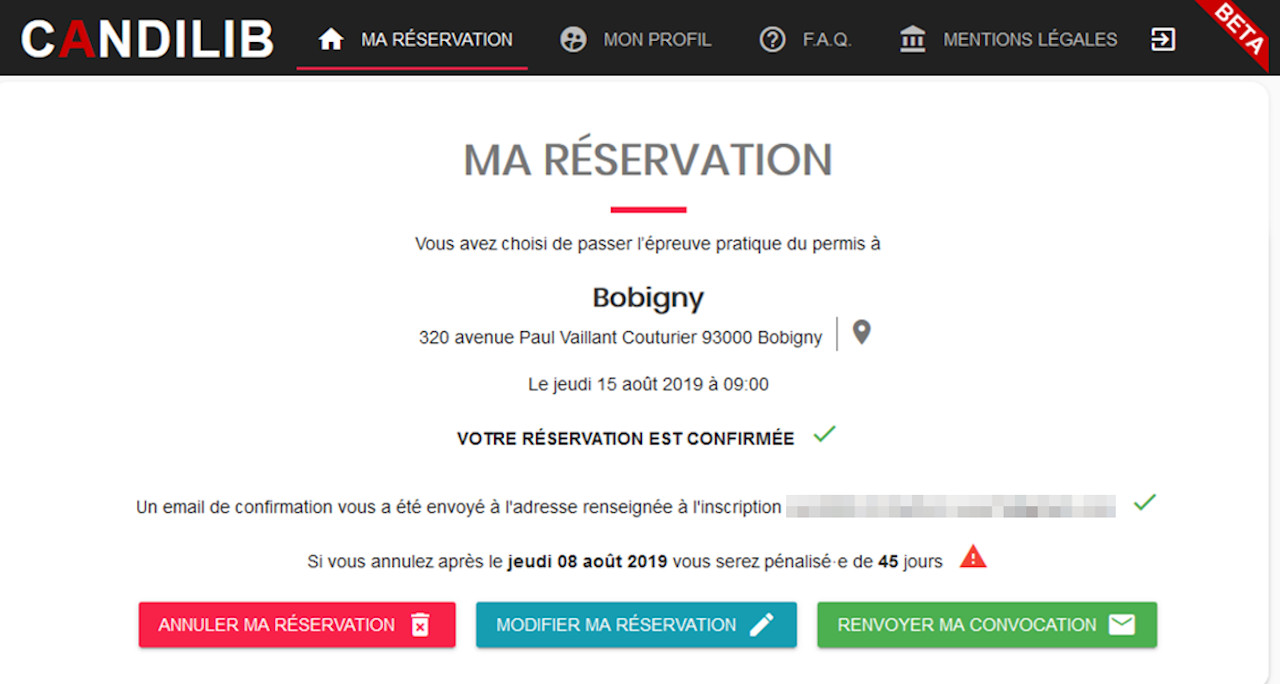 CANDILIB
MA RÉSERVATION
MON PROFIL
F.A.Q.
MENTIONS LÉGALES
BETA
MA RÉSERVATION
Vous avez choisi de passer l'épreuve pratique du permis à
Bobigny
320 avenue Paul Vaillant Couturier 93000 Bobigny
Le jeudi 15 août 2019 à 09:00
VOTRE RÉSERVATION EST CONFIRMÉE
Un email de confirmation vous a été envoyé à l'adresse renseignée à l'inscription
Si vous annulez après le jeudi 08 août 2019 vous serez pénalisé·e de 45 jours
ANNULER MA RÉSERVATION
MODIFIER MA RÉSERVATION
RENVOYER MA CONVOCATION